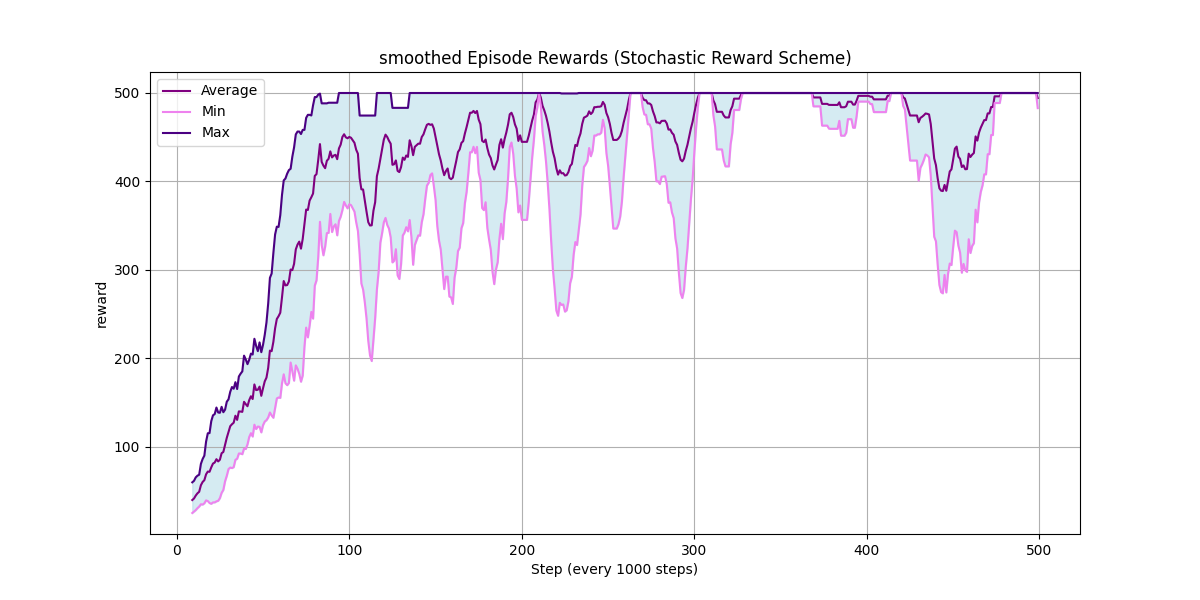 smoothed Episode Rewards (Stochastic Reward Scheme)
Average
Min
Max
500
400
300
200
100
reward
0 100 200 300 400 500
Step (every 1000 steps)